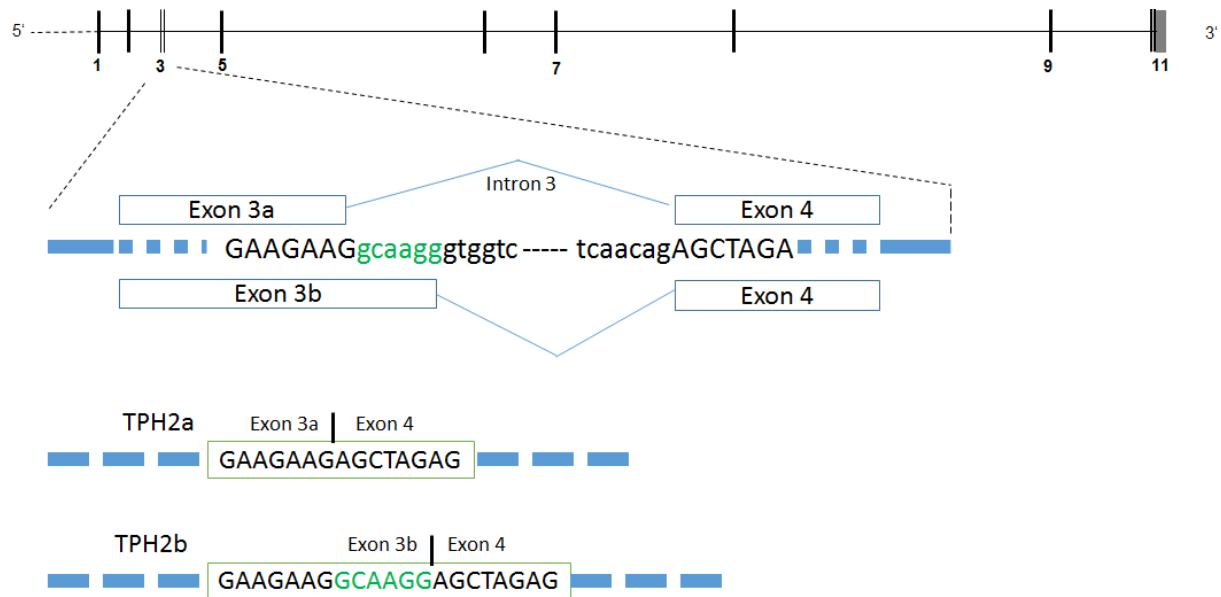 5‘ 3‘
1 3 5 7 9 11
Intron 3
Exon 3a Exon 4
GAAGAAGgcaagggtggtc ----- tcaacagAGCTAGA
Exon 3b Exon 4
TPH2a Exon 3a Exon 4
GAAGAAGAGCTAGAG
TPH2b Exon 3b Exon 4
GAAGAAGGCAAGGAGCTAGAG